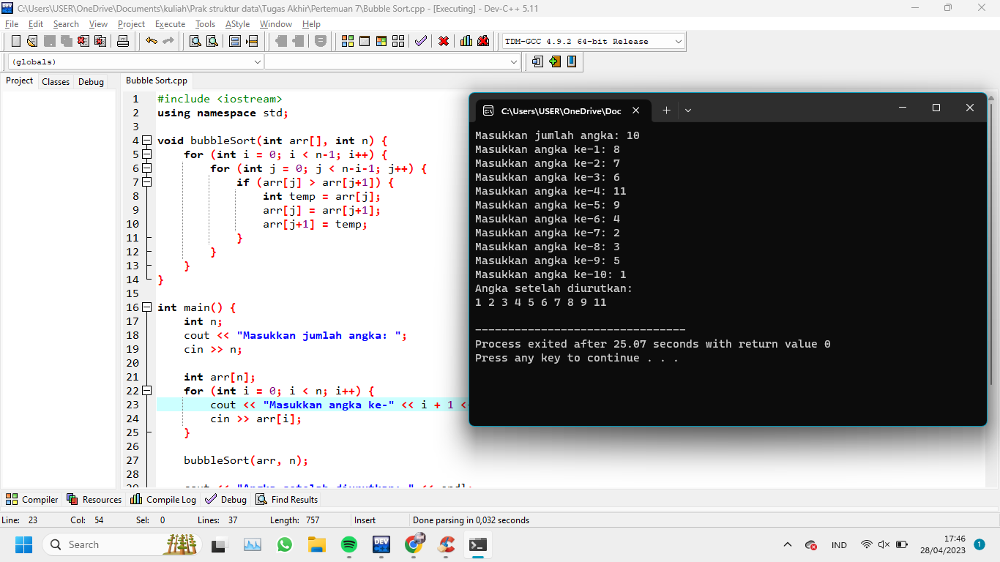 C:\Users\USER\OneDrive\Documents\kuliah\Prak struktur data\Tugas Akhir\Pertemuan 7\Bubble Sort.cpp - [Executing] - Dev-C++ 5.11
File Edit Search View Project Execute Tools AStyle Window Help
TDM-GCC 4.9.2 64-bit Release
(globals)
Project Classes Debug
Bubble Sort.cpp
1 #include <iostream>
2 using namespace std;
3
4 void bubbleSort(int arr[], int n) {
5 for (int i = 0; i < n-1; i++) {
6 for (int j = 0; j < n-i-1; j++) {
7 if (arr[j] > arr[j+1]) {
8 int temp = arr[j];
9 arr[j] = arr[j+1];
10 arr[j+1] = temp;
11 }
12 }
13 }
14 }
15
16 int main() {
17 int n;
18 cout << "Masukkan jumlah angka: ";
19 cin >> n;
20
21 int arr[n];
22 for (int i = 0; i < n; i++) {
23 cout << "Masukkan angka ke-" << i + 1 <
24 cin >> arr[i];
25 }
26
27 bubbleSort(arr, n);
28
29 cout << "Angka setelah diurutkan: " << endl;
C:\Users\USER\OneDrive\Doc
Masukkan jumlah angka: 10
Masukkan angka ke-1: 8
Masukkan angka ke-2: 7
Masukkan angka ke-3: 6
Masukkan angka ke-4: 11
Masukkan angka ke-5: 9
Masukkan angka ke-6: 4
Masukkan angka ke-7: 2
Masukkan angka ke-8: 3
Masukkan angka ke-9: 5
Masukkan angka ke-10: 1
Angka setelah diurutkan:
1 2 3 4 5 6 7 8 9 11
--------------------------------
Process exited after 25.07 seconds with return value 0
Press any key to continue . . .
Compiler Resources Compile Log Debug Find Results
Line: 23 Col: 54 Sel: 0 Lines: 37 Length: 757 Insert Done parsing in 0,032 seconds
Search
DEV
IND
17:46
28/04/2023
1